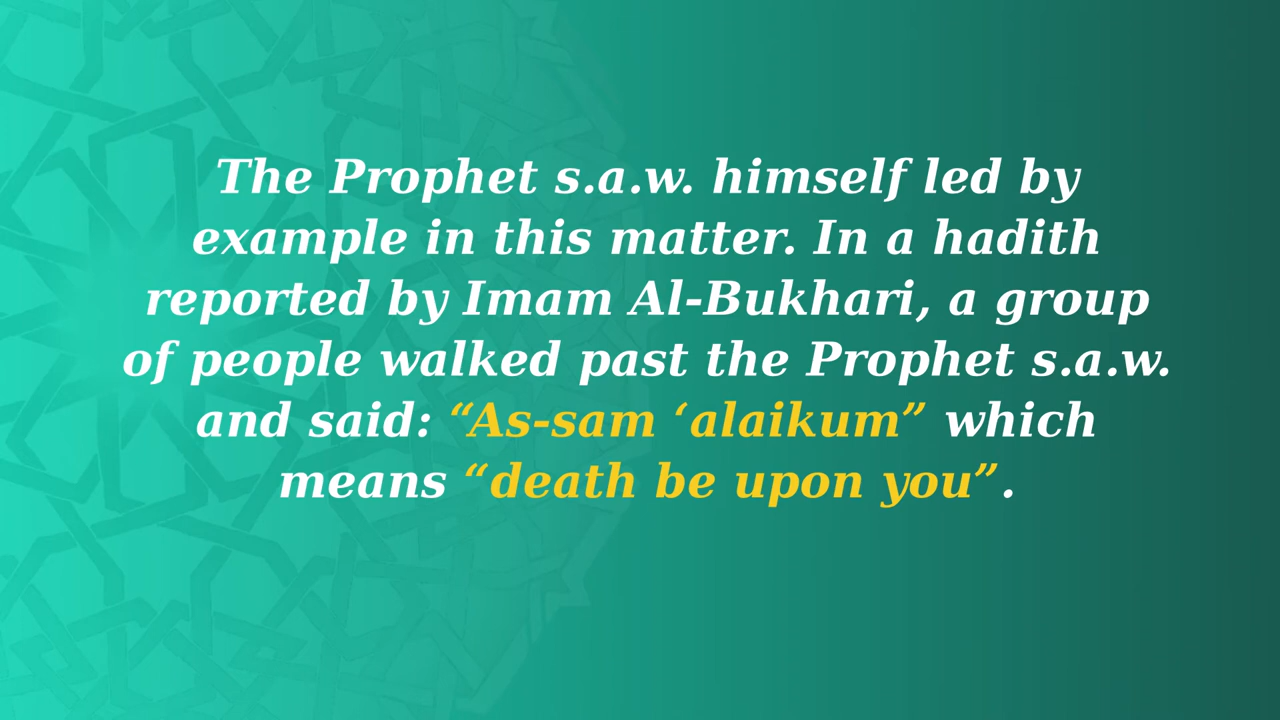 The Prophet s.a.w. himself led by
example in this matter. In a hadith
reported by Imam Al-Bukhari, a group
of people walked past the Prophet s.a.w.
and said: “As-sam ‘alaikum” which
means “death be upon you”.